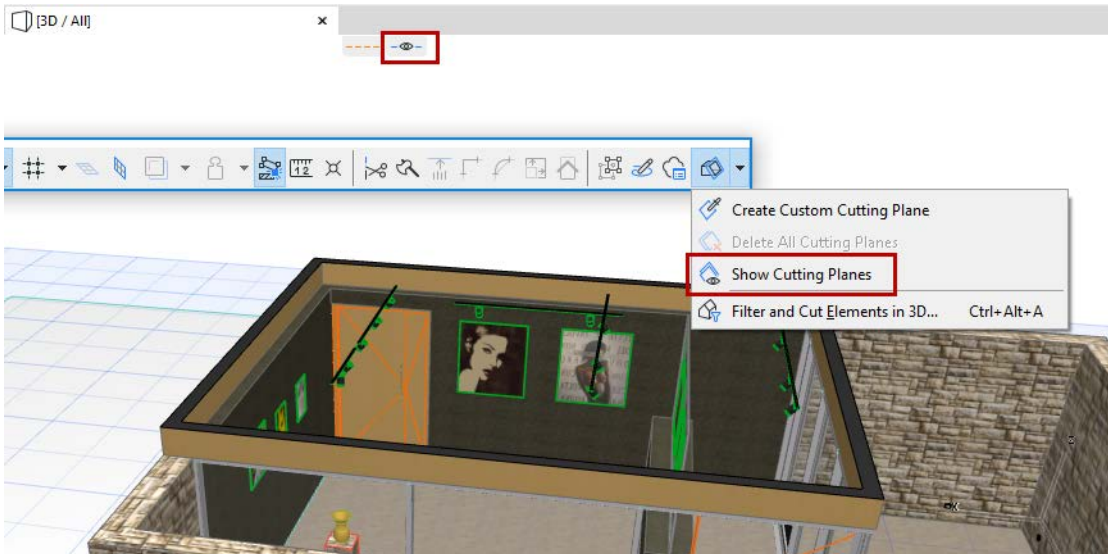 [3D / All]
12
Create Custom Cutting Plane
Delete All Cutting Planes
Show Cutting Planes
Filter and Cut Elements in 3D... Ctrl+Alt+A